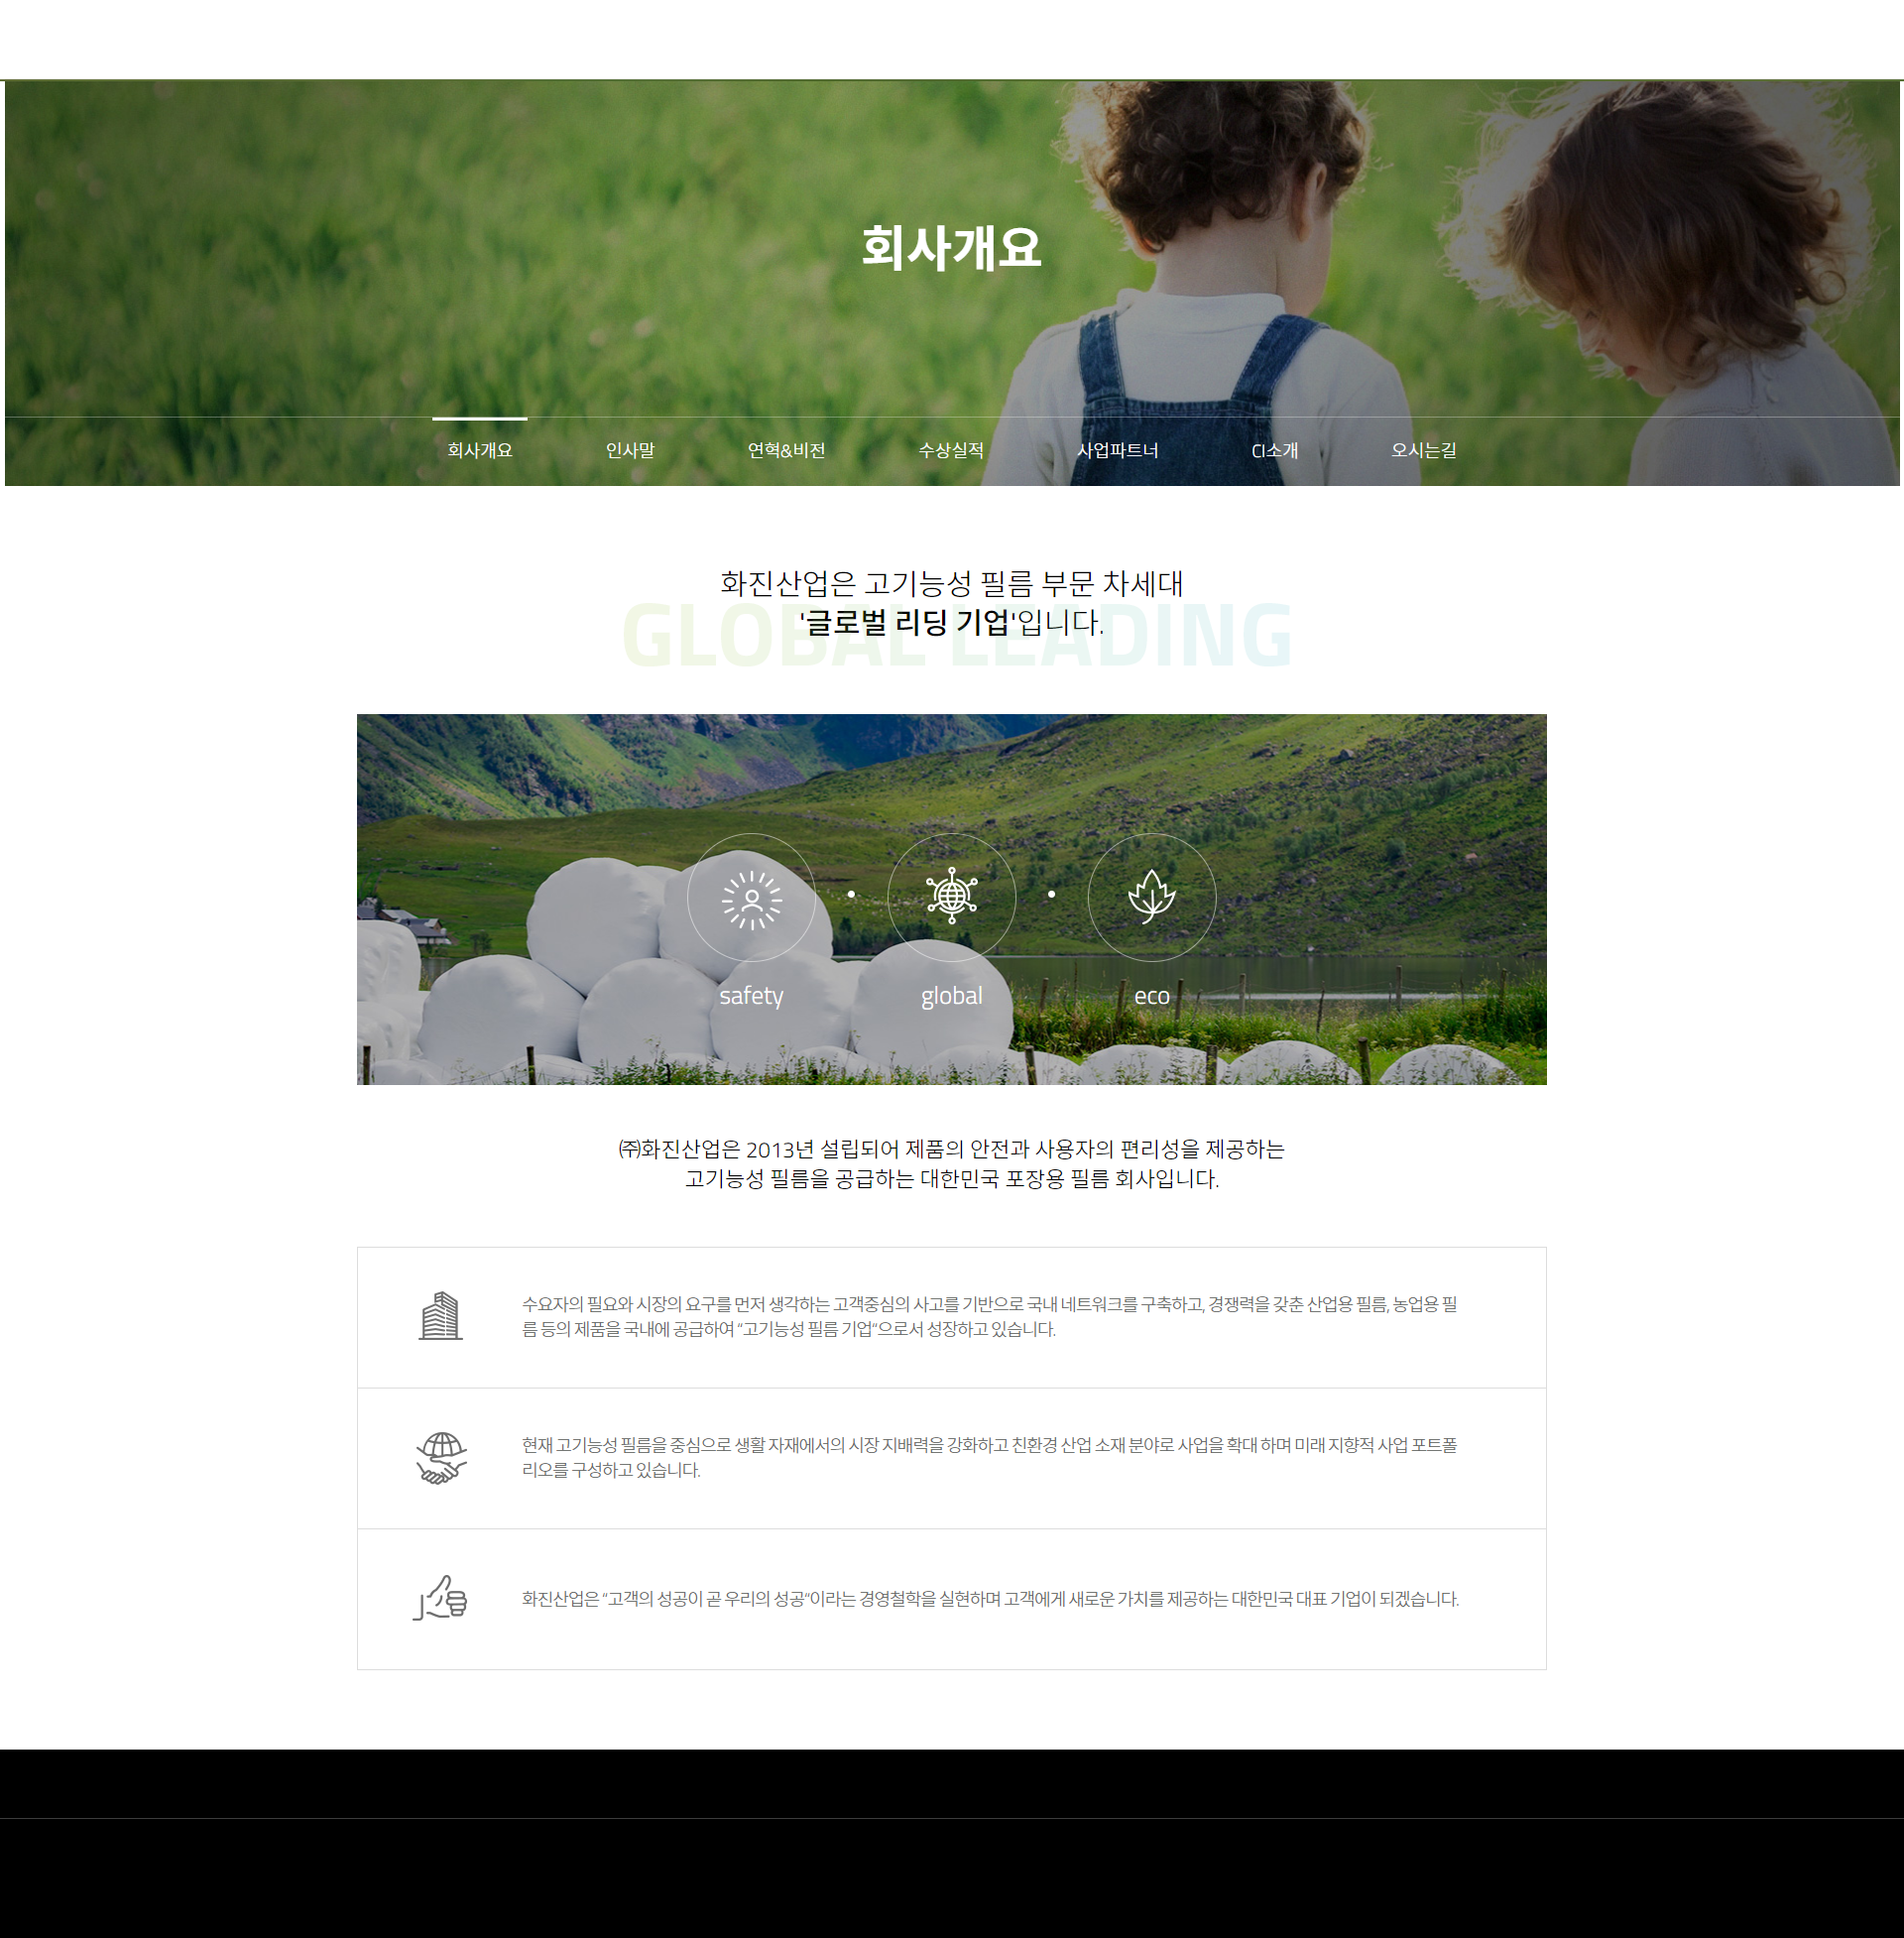 회사개요
회사개요 인사말 연혁&비전 수상실적 사업파트너 CI소개 오시는길
화진산업은 고기능성 필름 부문 차세대
'글로벌 리딩 기업'입니다.
GLOBAL LEADING
safety global eco
㈜화진산업은 2013년 설립되어 제품의 안전과 사용자의 편리성을 제공하는
고기능성 필름을 공급하는 대한민국 포장용 필름 회사입니다.
수요자의 필요와 시장의 요구를 먼저 생각하는 고객중심의 사고를 기반으로 국내 네트워크를 구축하고, 경쟁력을 갖춘 산업용 필름, 농업용 필
름 등의 제품을 국내에 공급하여 “고기능성 필름 기업“으로서 성장하고 있습니다.
현재 고기능성 필름을 중심으로 생활 자재에서의 시장 지배력을 강화하고 친환경 산업 소재 분야로 사업을 확대 하며 미래 지향적 사업 포트폴
리오를 구성하고 있습니다.
화진산업은 “고객의 성공이 곧 우리의 성공“이라는 경영철학을 실현하며 고객에게 새로운 가치를 제공하는 대한민국 대표 기업이 되겠습니다.